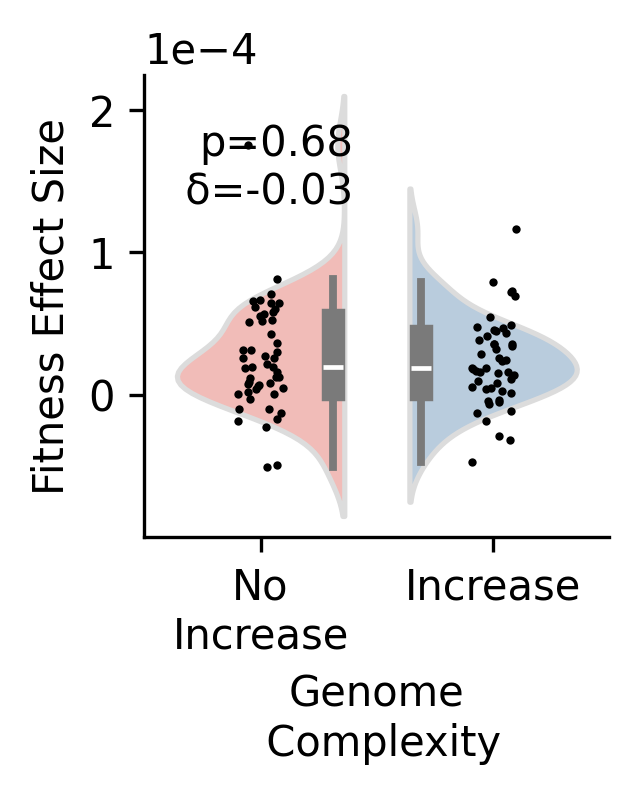 1e−4
2
p=0.68
δ=-0.03
1
0
Fitness Effect Size
No
Increase
Increase
Genome
Complexity